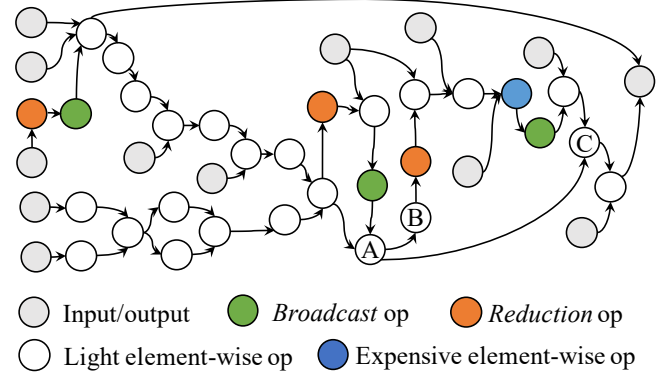 C
B
A
Input/output Broadcast op Reduction op
Light element-wise op Expensive element-wise op